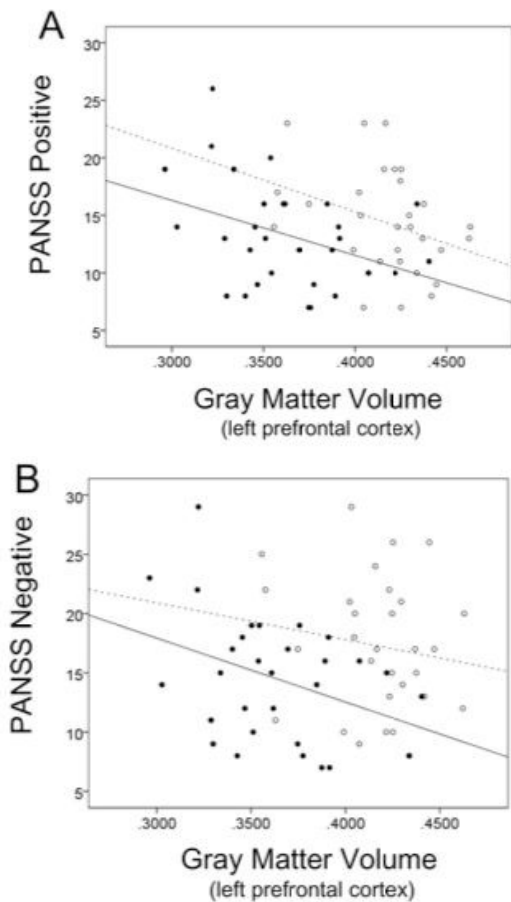 A
PANSS Positive
30
25
20
15
10
5
.3000 .3500 .4000 .4500
Gray Matter Volume
(left prefrontal cortex)
B
PANSS Negative
30
25
20
15
10
5
.3000 .3500 .4000 .4500
Gray Matter Volume
(left prefrontal cortex)